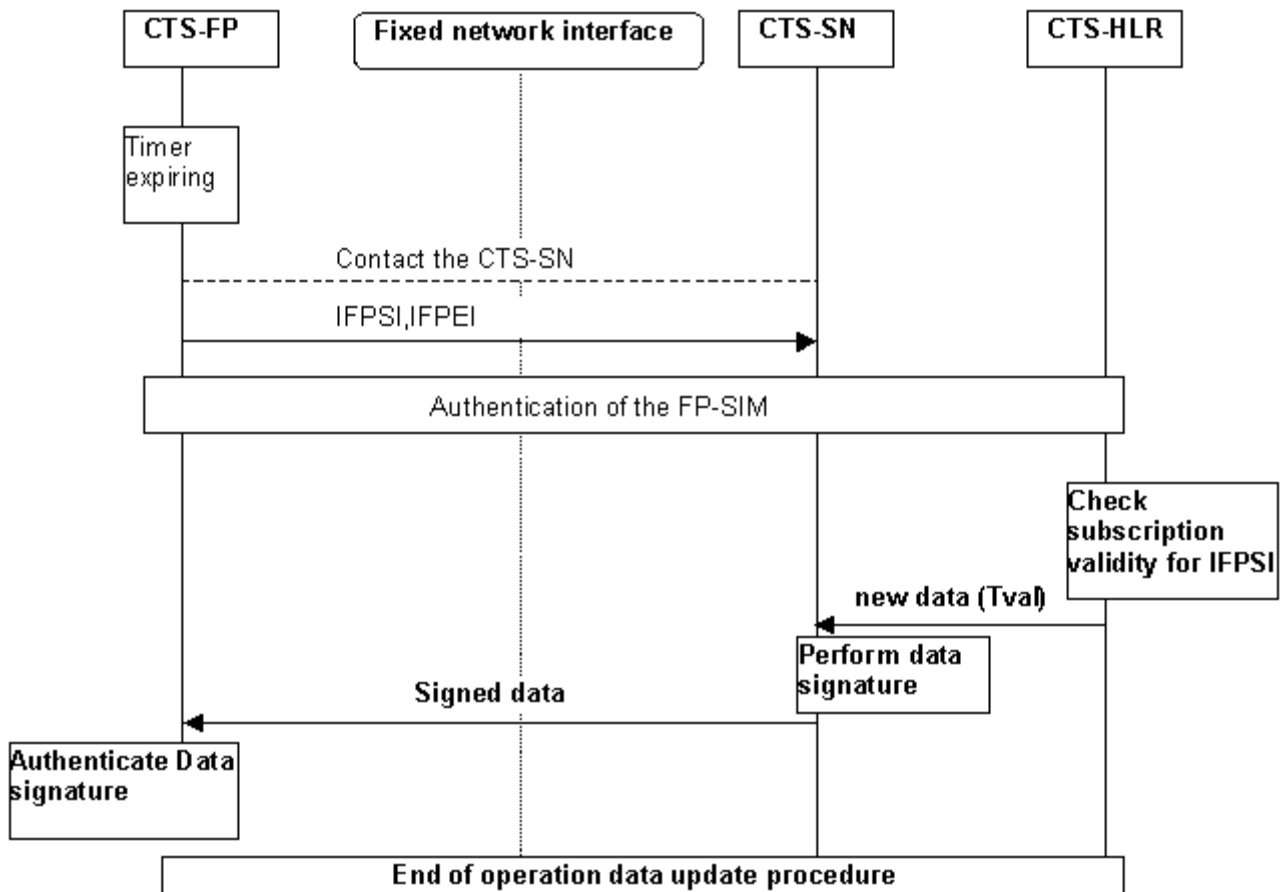 CTS-FP
Fixed network interface
CTS-SN
CTS-HLR
Timer
expiring
Contact the CTS-SN
IFPSI,IFPEI
Authentication of the FP-SIM
Check
subscription
validity for IFPSI
new data (Tval)
Perform data
signature
Signed data
Authenticate Data
signature
End of operation data update procedure